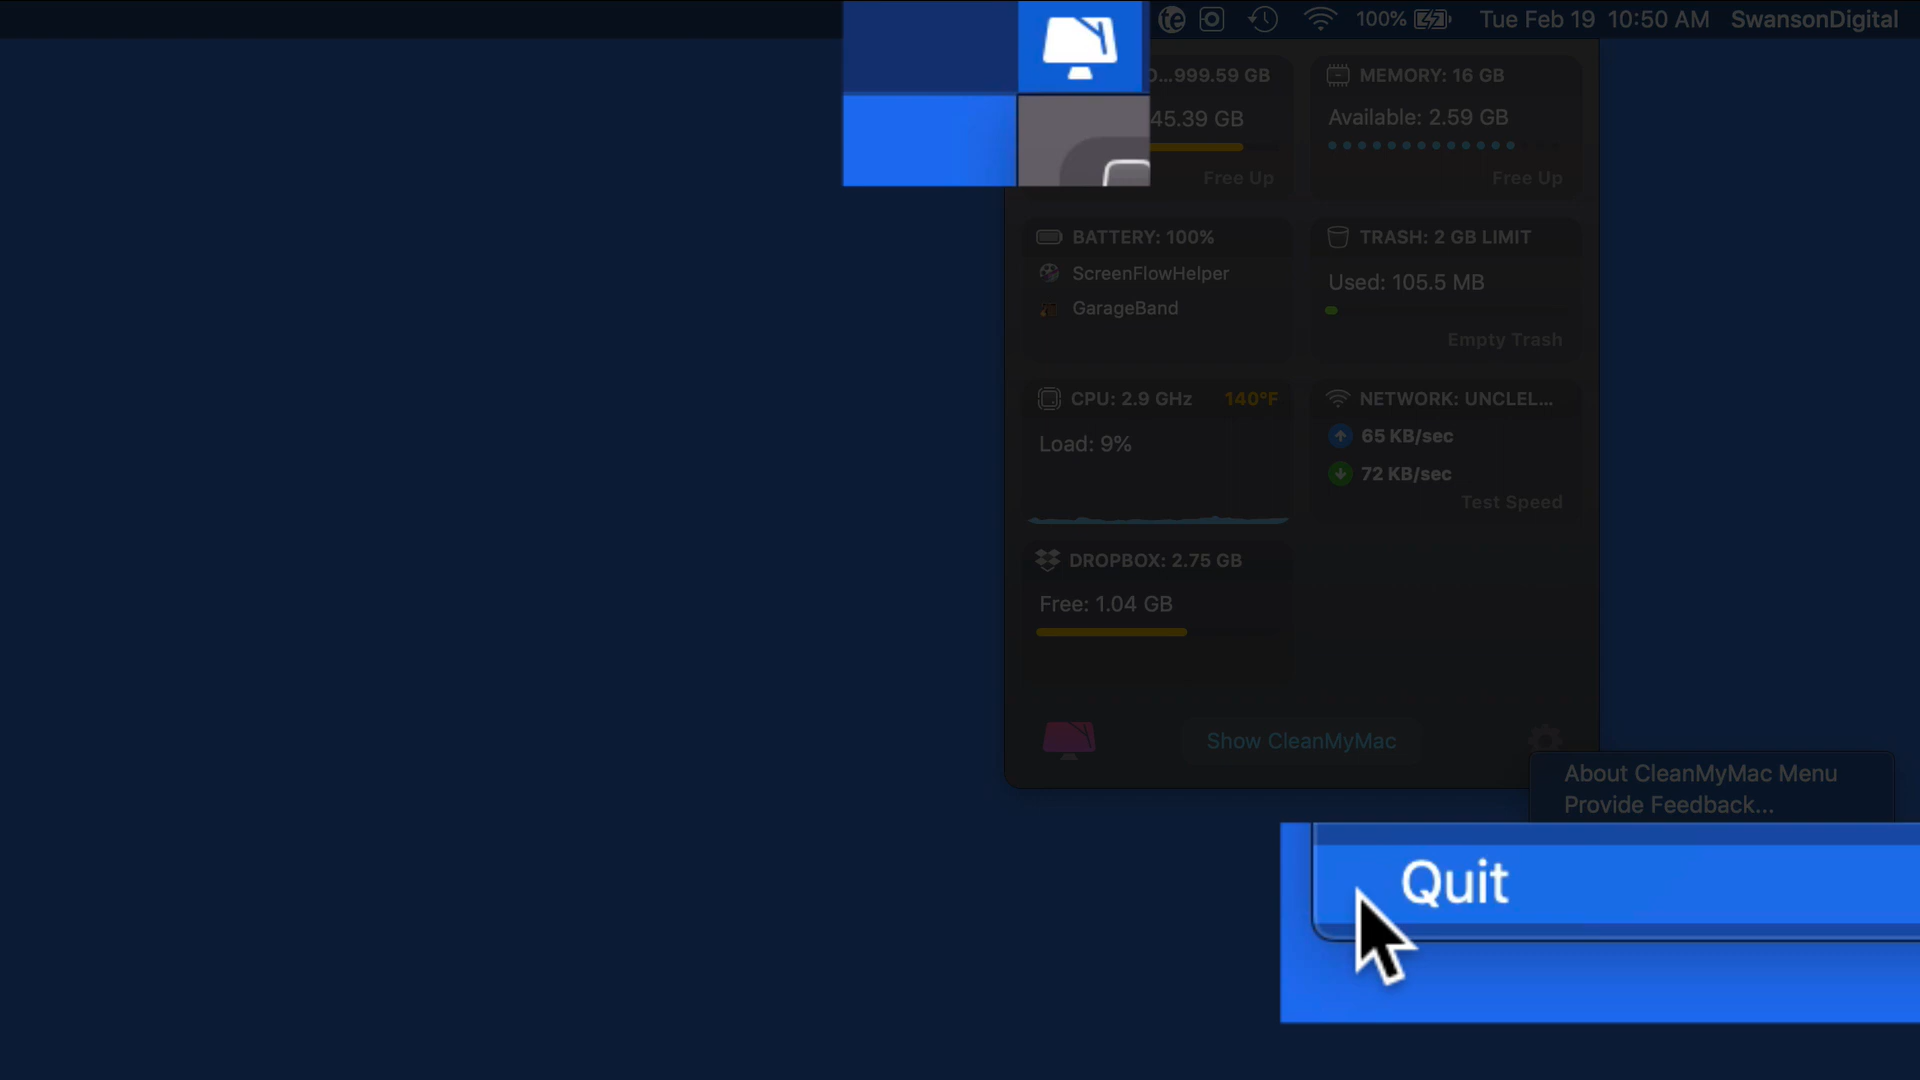 te 100% Tue Feb 19 10:50 AM SwansonDigital
...999.59 GB
45.39 GB
Free Up
MEMORY: 16 GB
Available: 2.59 GB
Free Up
BATTERY: 100%
ScreenFlowHelper
GarageBand
TRASH: 2 GB LIMIT
Used: 105.5 MB
Empty Trash
CPU: 2.9 GHz 140°F
Load: 9%
NETWORK: UNCLEL...
65 KB/sec
72 KB/sec
Test Speed
DROPBOX: 2.75 GB
Free: 1.04 GB
Show CleanMyMac
About CleanMyMac Menu
Provide Feedback...
Quit